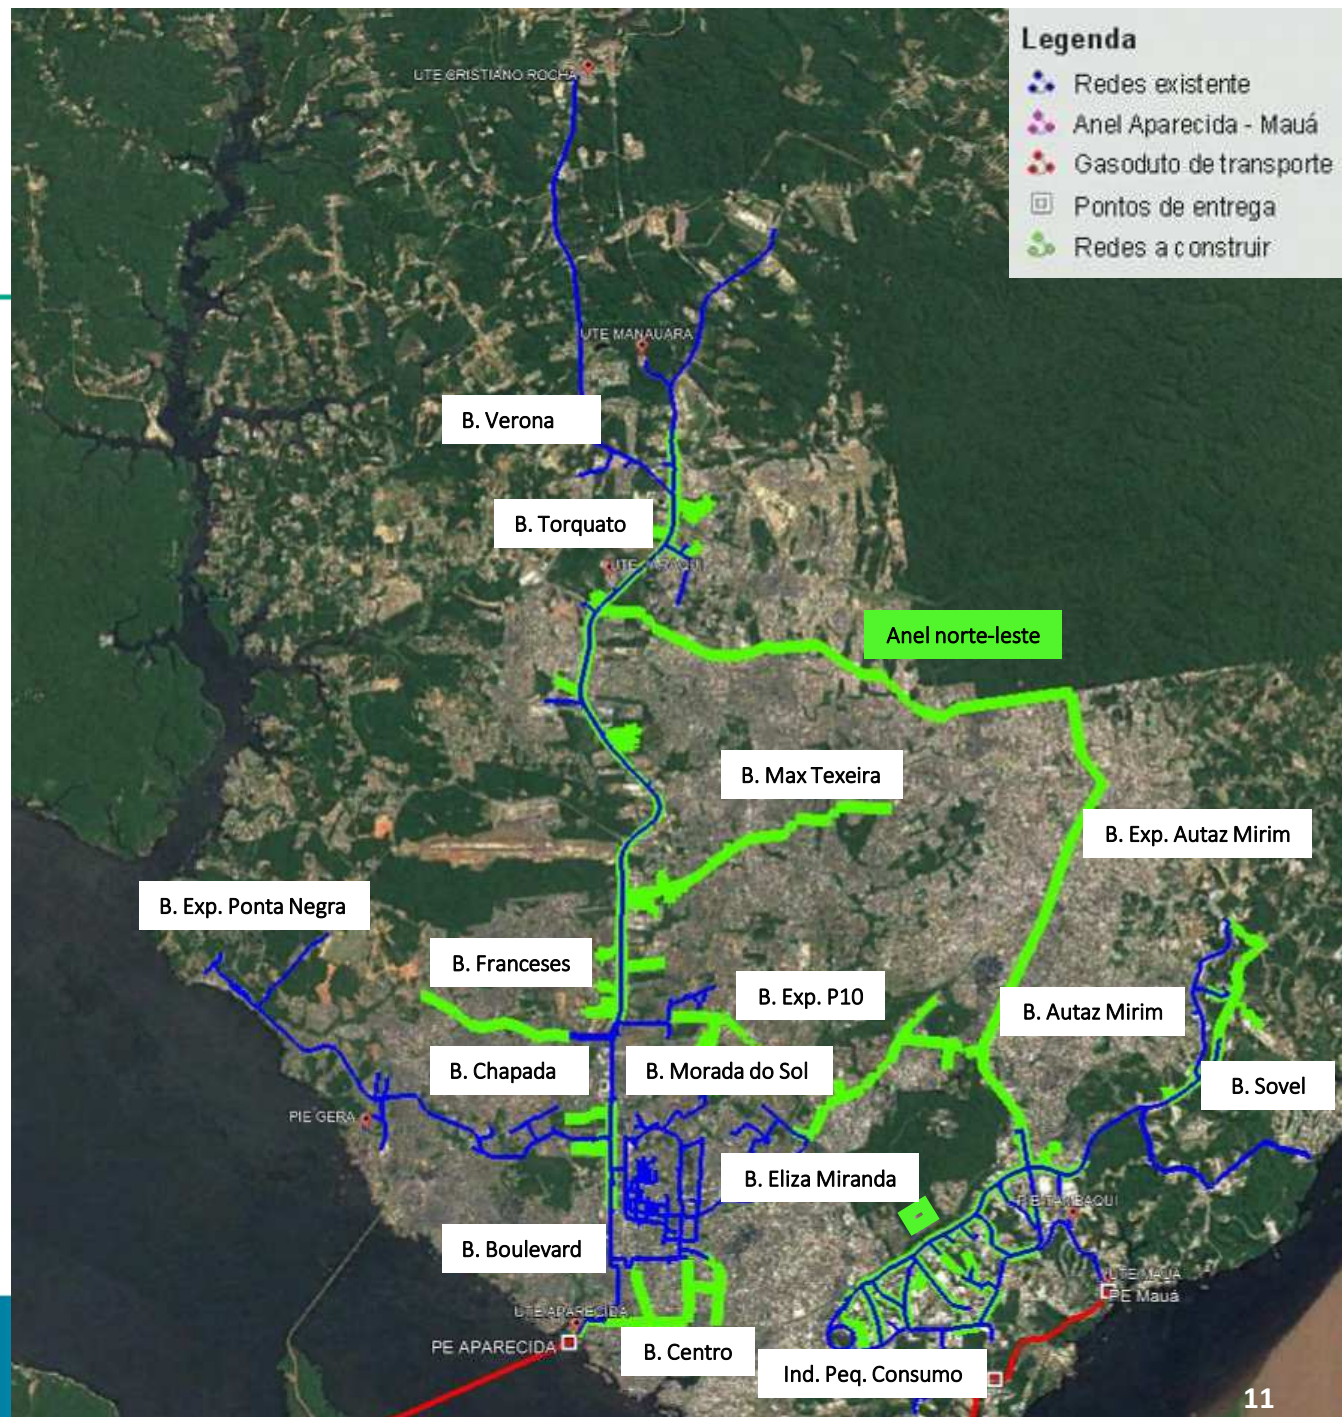 Legenda
Redes existente
Anel Aparecida - Mauá
Gasoduto de transporte
Pontos de entrega
Redes a construir
UTE CRISTIANO ROCHA
UTE MANAUARA
B. Verona
B. Torquato
UTE
Anel norte-leste
B. Max Texeira
B. Exp. Autaz Mirim
B. Exp. Ponta Negra
B. Franceses
B. Exp. P10
B. Autaz Mirim
B. Chapada
B. Morada do Sol
B. Sovel
PIE GERA
B. Eliza Miranda
B. Boulevard
UTE MAUA
PE Mauá
UTE APARECIDA
PE APARECIDA
B. Centro
Ind. Peq. Consumo
11